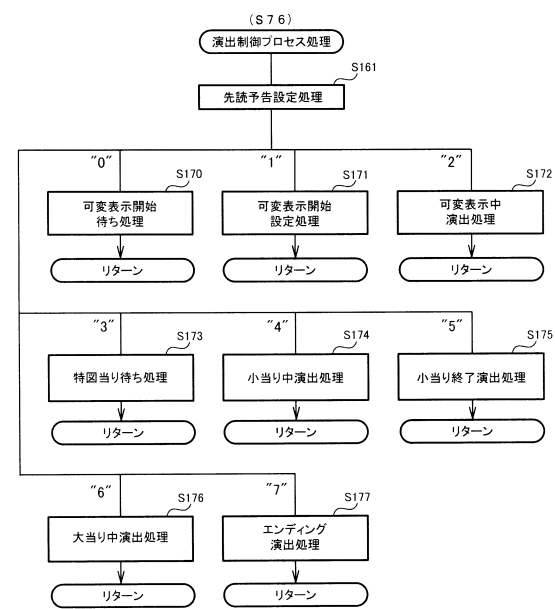 (S76)
演出制御プロセス処理
S161
先読予告設定処理
"0"
"1"
"2"
S170
S171
S172
可変表示開始
待ち処理
可変表示開始
設定処理
可変表示中
演出処理
リターン
リターン
リターン
"3"
"4"
"5"
S173
S174
S175
特図当り待ち処理
小当り中演出処理
小当り終了演出処理
リターン
リターン
リターン
"6"
"7"
S176
S177
大当り中演出処理
エンディング
演出処理
リターン
リターン